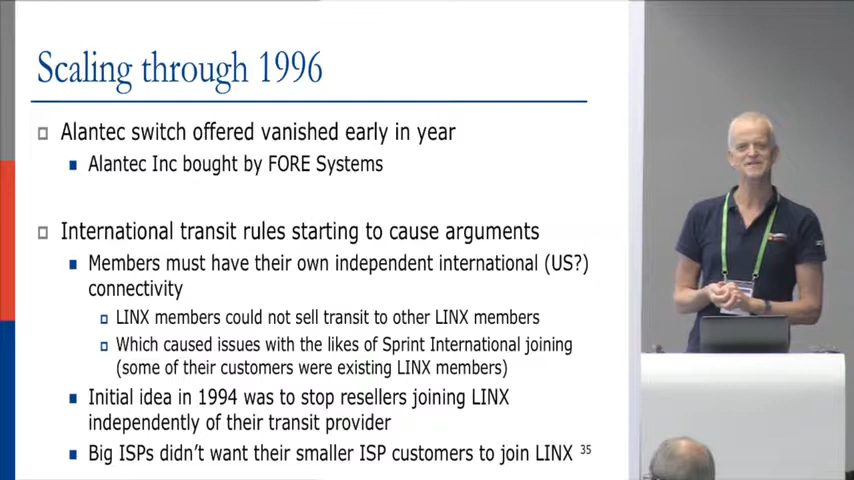 Scaling through 1996
Alantec switch offered vanished early in year
Alantec Inc bought by FORE Systems
International transit rules starting to cause arguments
Members must have their own independent international (US?)
connectivity
LINX members could not sell transit to other LINX members
Which caused issues with the likes of Sprint International joining
(some of their customers were existing LINX members)
Initial idea in 1994 was to stop resellers joining LINX
independently of their transit provider
Big ISPs didn't want their smaller ISP customers to join LINX
35